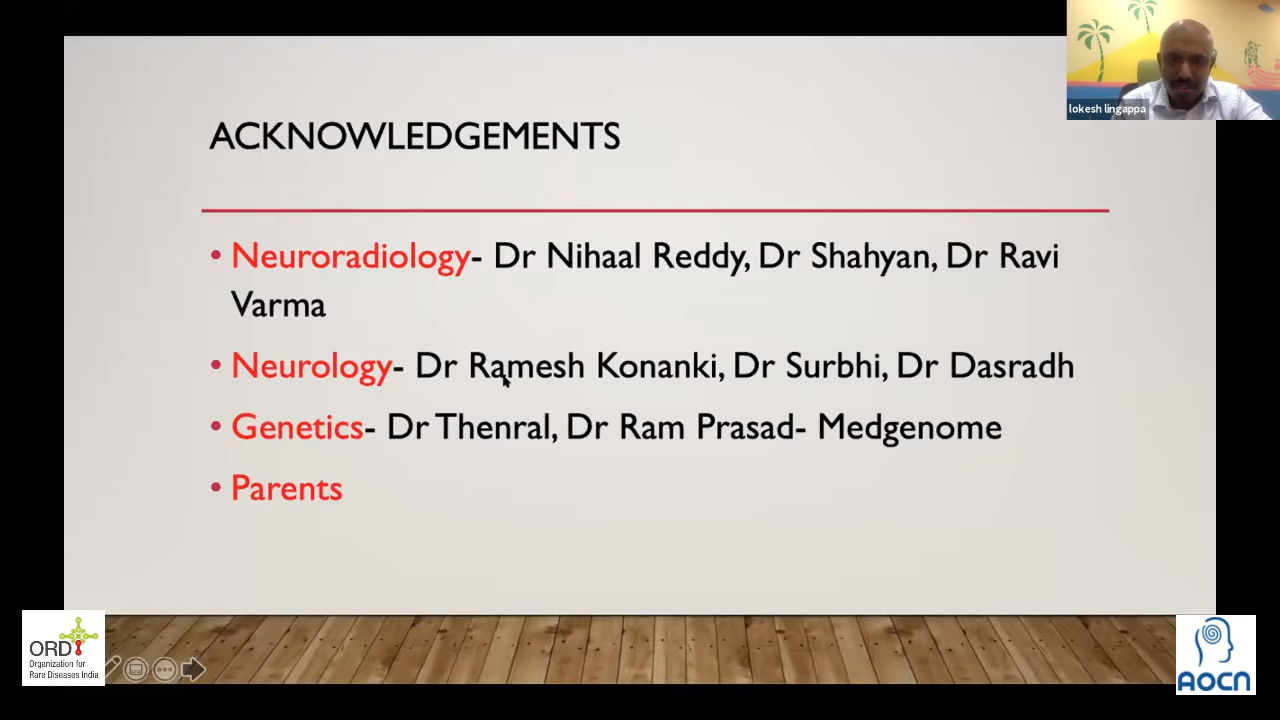 lokesh lingappa
ACKNOWLEDGEMENTS
• Neuroradiology- Dr Nihaal Reddy, Dr Shahyan, Dr Ravi
Varma
• Neurology- Dr Ramesh Konanki, Dr Surbhi, Dr Dasradh
• Genetics- Dr Thenral, Dr Ram Prasad- Medgenome
• Parents
ORDI
Organization for
Rare Diseases India
AOCN